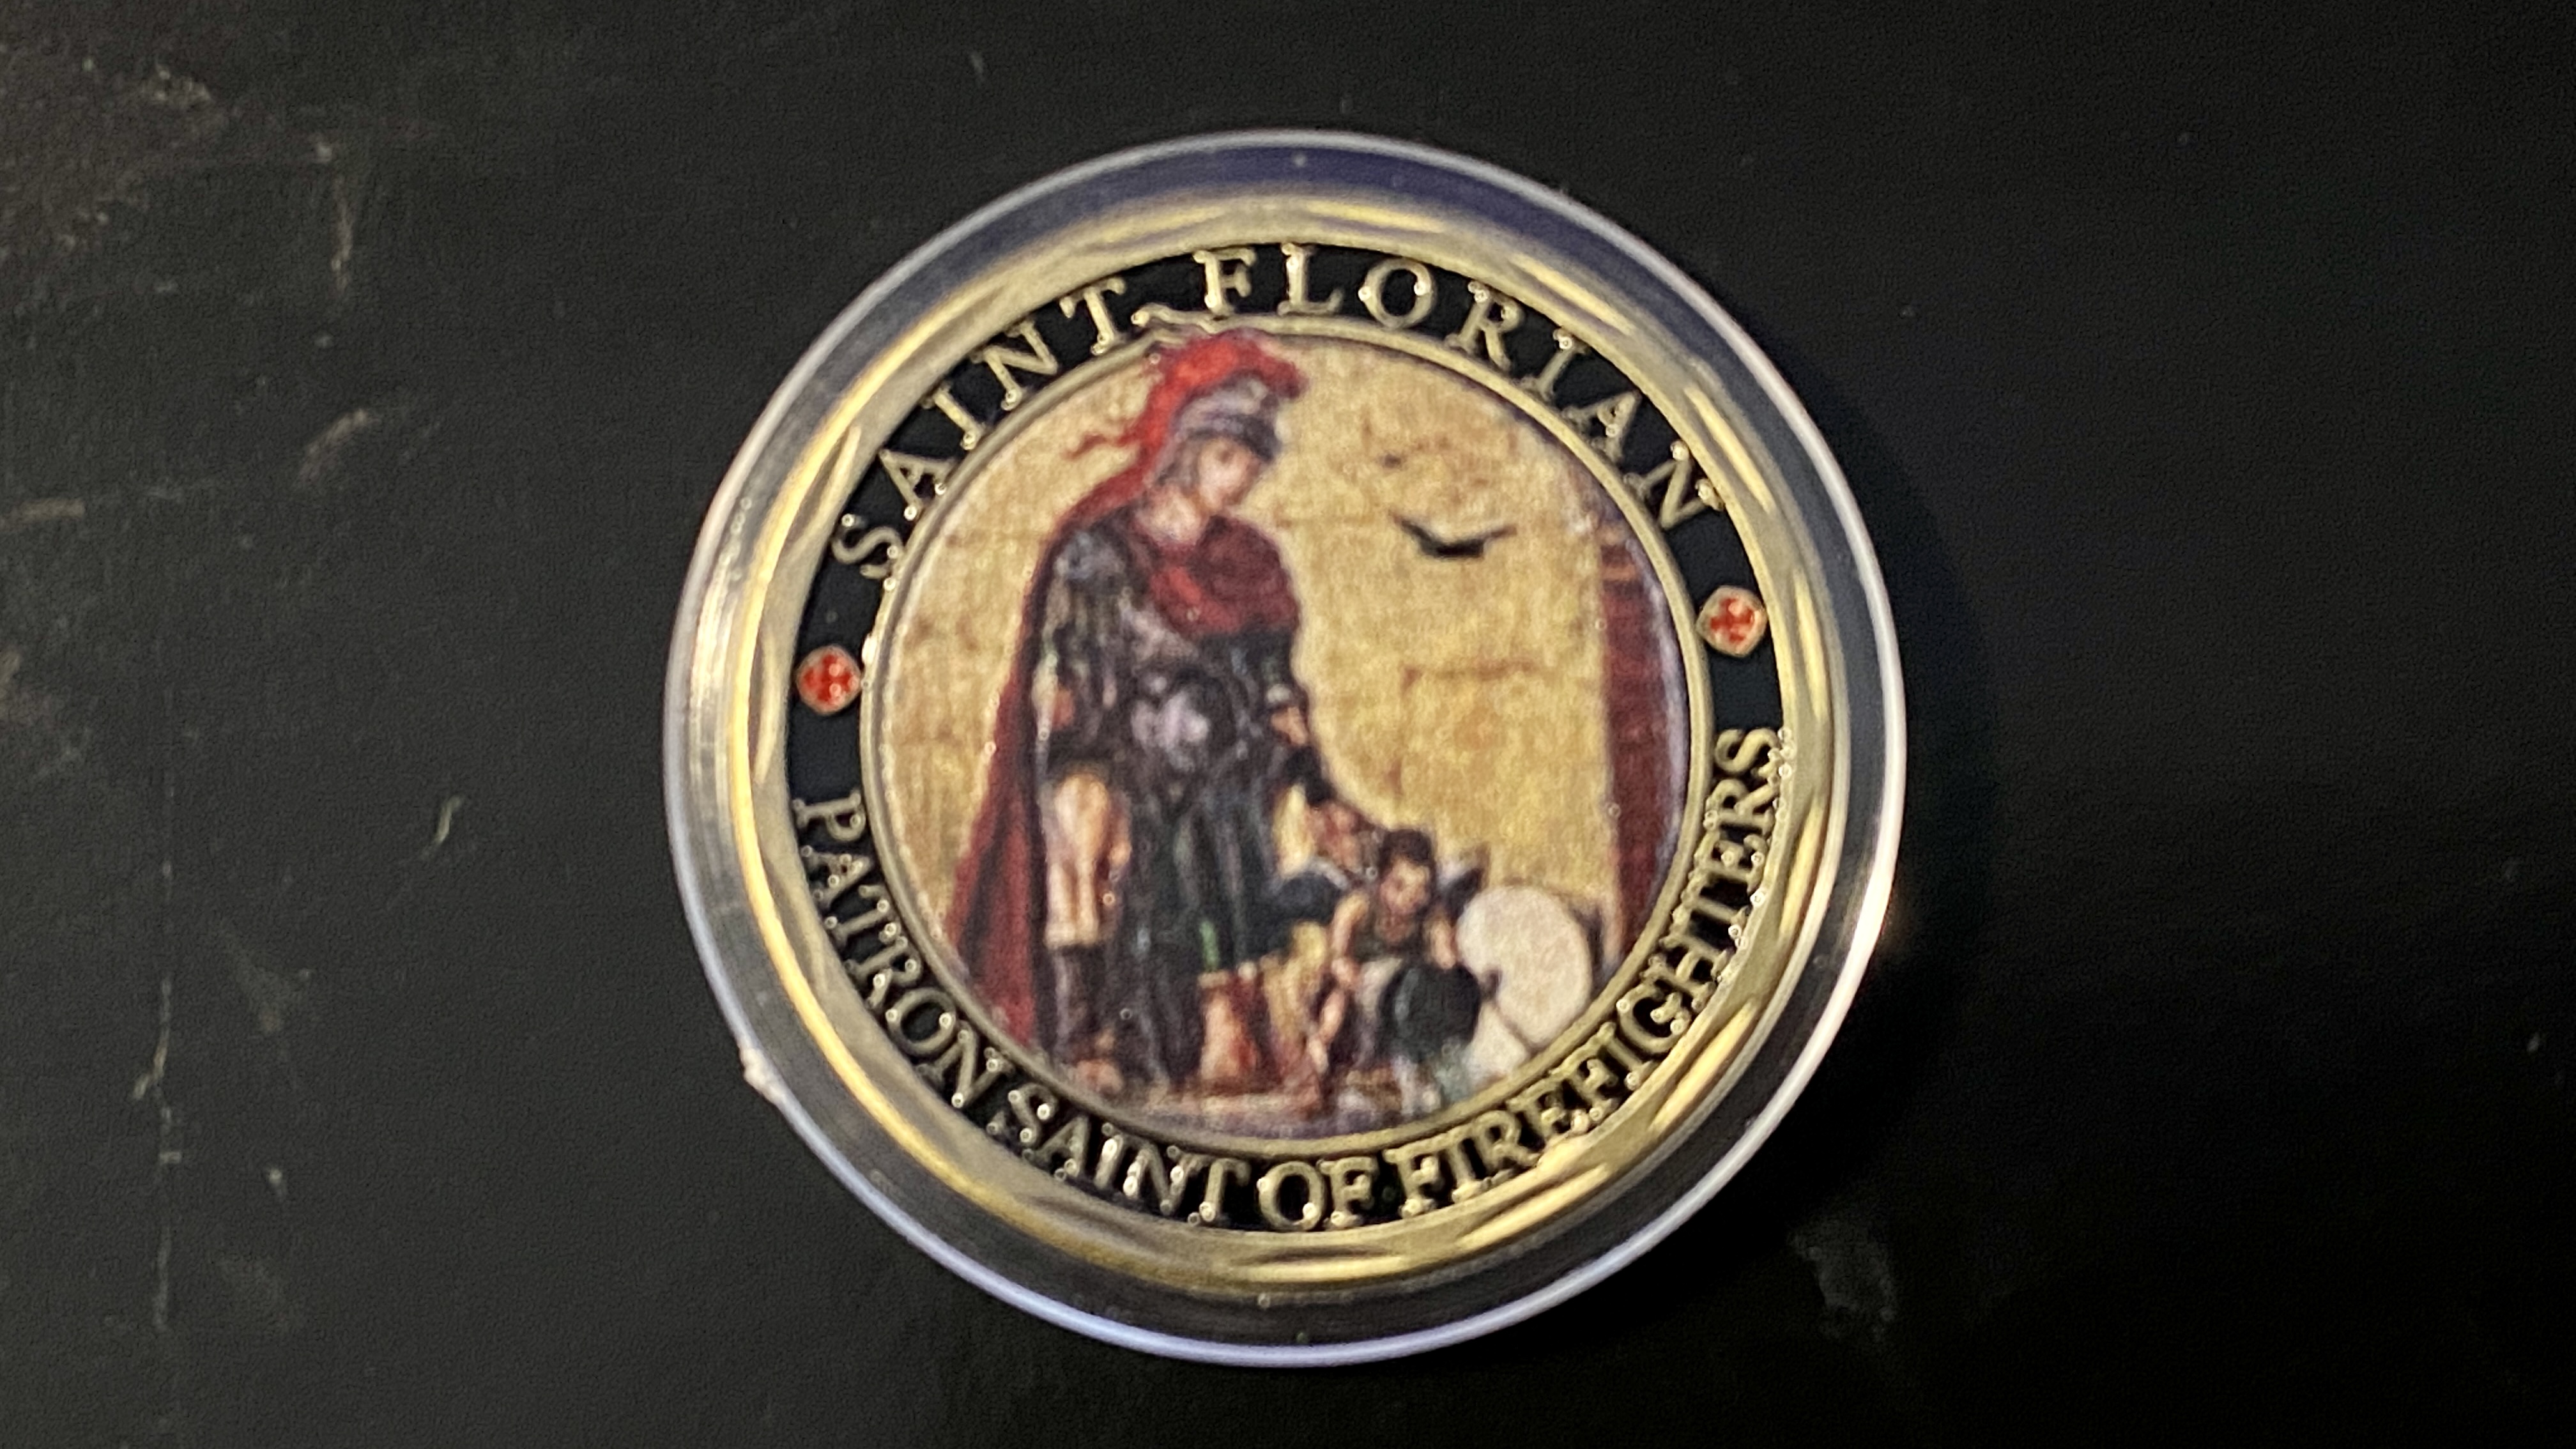 SAINT FLORIAN
PATRON SAINT OF FIREFIGHTERS